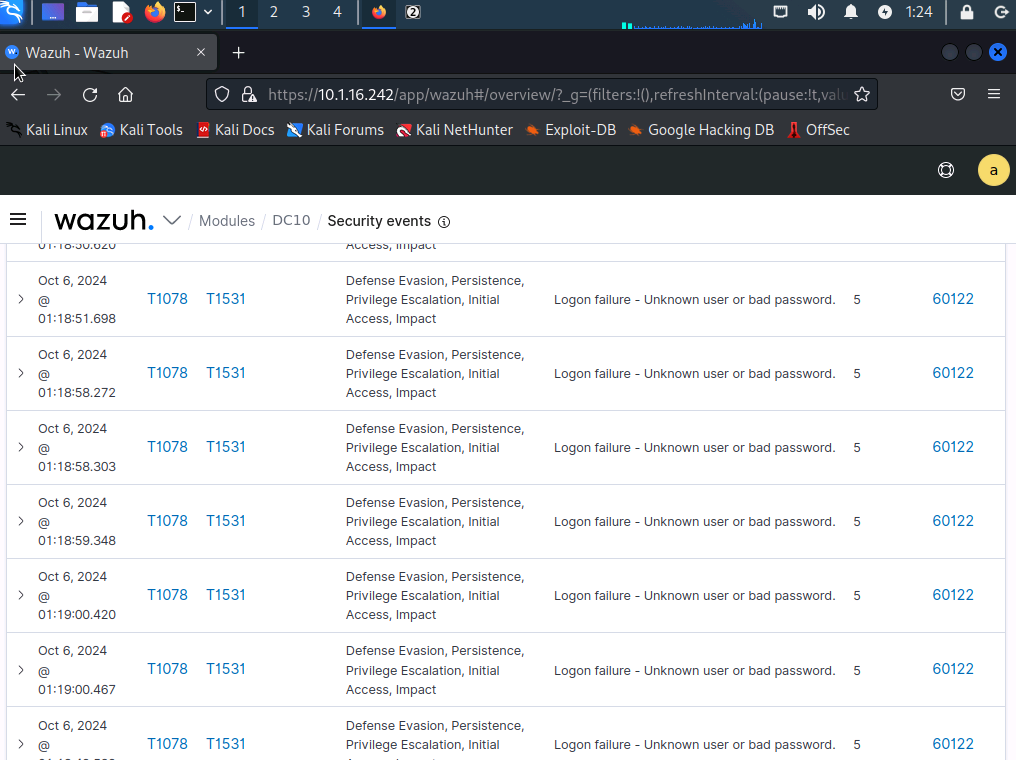 1 2 3 4 1:24
Wazuh - Wazuh
https://10.1.16.242/app/wazuh#/overview/?_g=(filters:!(),refreshInterval:(pause:!t,valu
Kali Linux Kali Tools Kali Docs Kali Forums Kali NetHunter Exploit-DB Google Hacking DB OffSec
a
wazuh. / Modules / DC10 / Security events
01:18:50.620 Access, Impact
Oct 6, 2024 Defense Evasion, Persistence,
@ T1078 T1531 Privilege Escalation, Initial Logon failure - Unknown user or bad password. 5 60122
01:18:51.698 Access, Impact
Oct 6, 2024 Defense Evasion, Persistence,
@ T1078 T1531 Privilege Escalation, Initial Logon failure - Unknown user or bad password. 5 60122
01:18:58.272 Access, Impact
Oct 6, 2024 Defense Evasion, Persistence,
@ T1078 T1531 Privilege Escalation, Initial Logon failure - Unknown user or bad password. 5 60122
01:18:58.303 Access, Impact
Oct 6, 2024 Defense Evasion, Persistence,
@ T1078 T1531 Privilege Escalation, Initial Logon failure - Unknown user or bad password. 5 60122
01:18:59.348 Access, Impact
Oct 6, 2024 Defense Evasion, Persistence,
@ T1078 T1531 Privilege Escalation, Initial Logon failure - Unknown user or bad password. 5 60122
01:19:00.420 Access, Impact
Oct 6, 2024 Defense Evasion, Persistence,
@ T1078 T1531 Privilege Escalation, Initial Logon failure - Unknown user or bad password. 5 60122
01:19:00.467 Access, Impact
Oct 6, 2024 Defense Evasion, Persistence,
@ T1078 T1531 Privilege Escalation, Initial Logon failure - Unknown user or bad password. 5 60122
Access, Impact